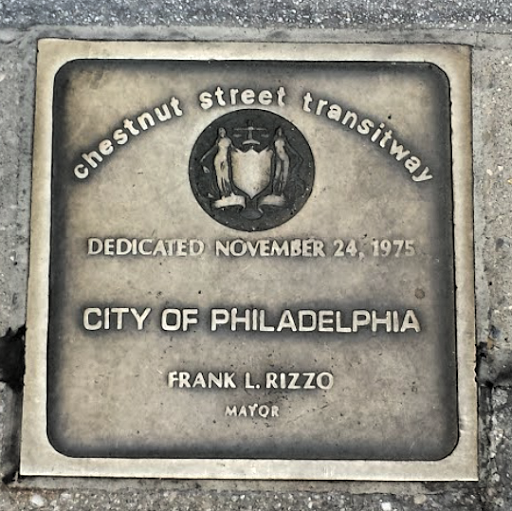 chestnut street transitway
DEDICATED NOVEMBER 24, 1975
CITY OF PHILADELPHIA
FRANK L. RIZZO
MAYOR